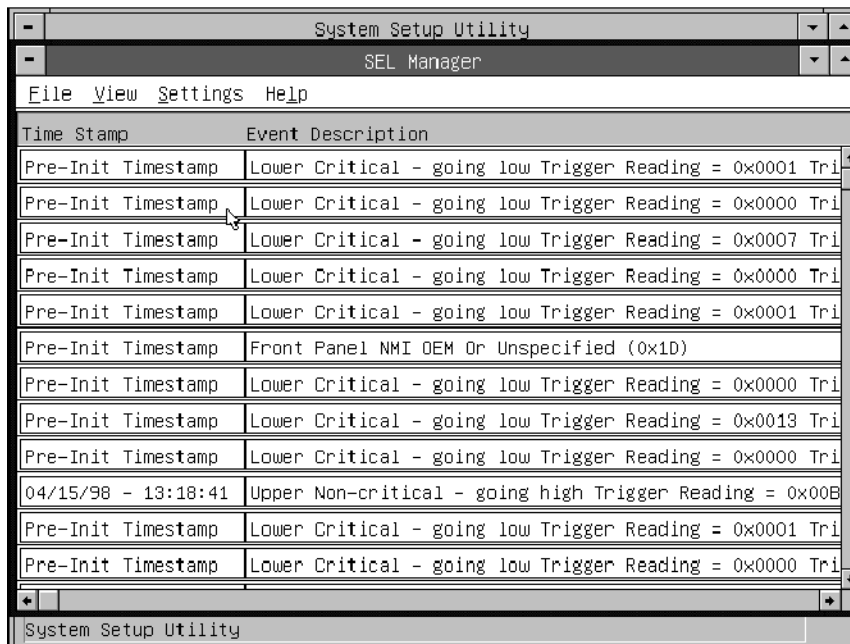 System Setup Utility
SEL Manager
File View Settings Help
Time Stamp Event Description
Pre-Init Timestamp Lower Critical - going low Trigger Reading = 0x0001 Tri
Pre-Init Timestamp Lower Critical - going low Trigger Reading = 0x0000 Tri
Pre-Init Timestamp Lower Critical - going low Trigger Reading = 0x0007 Tri
Pre-Init Timestamp Lower Critical - going low Trigger Reading = 0x0000 Tri
Pre-Init Timestamp Lower Critical - going low Trigger Reading = 0x0001 Tri
Pre-Init Timestamp Front Panel NMI OEM Or Unspecified (0x1D)
Pre-Init Timestamp Lower Critical - going low Trigger Reading = 0x0000 Tri
Pre-Init Timestamp Lower Critical - going low Trigger Reading = 0x0013 Tri
Pre-Init Timestamp Lower Critical - going low Trigger Reading = 0x0000 Tri
04/15/98 - 13:18:41 Upper Non-critical - going high Trigger Reading = 0x00B
Pre-Init Timestamp Lower Critical - going low Trigger Reading = 0x0001 Tri
Pre-Init Timestamp Lower Critical - going low Trigger Reading = 0x0000 Tri
System Setup Utility